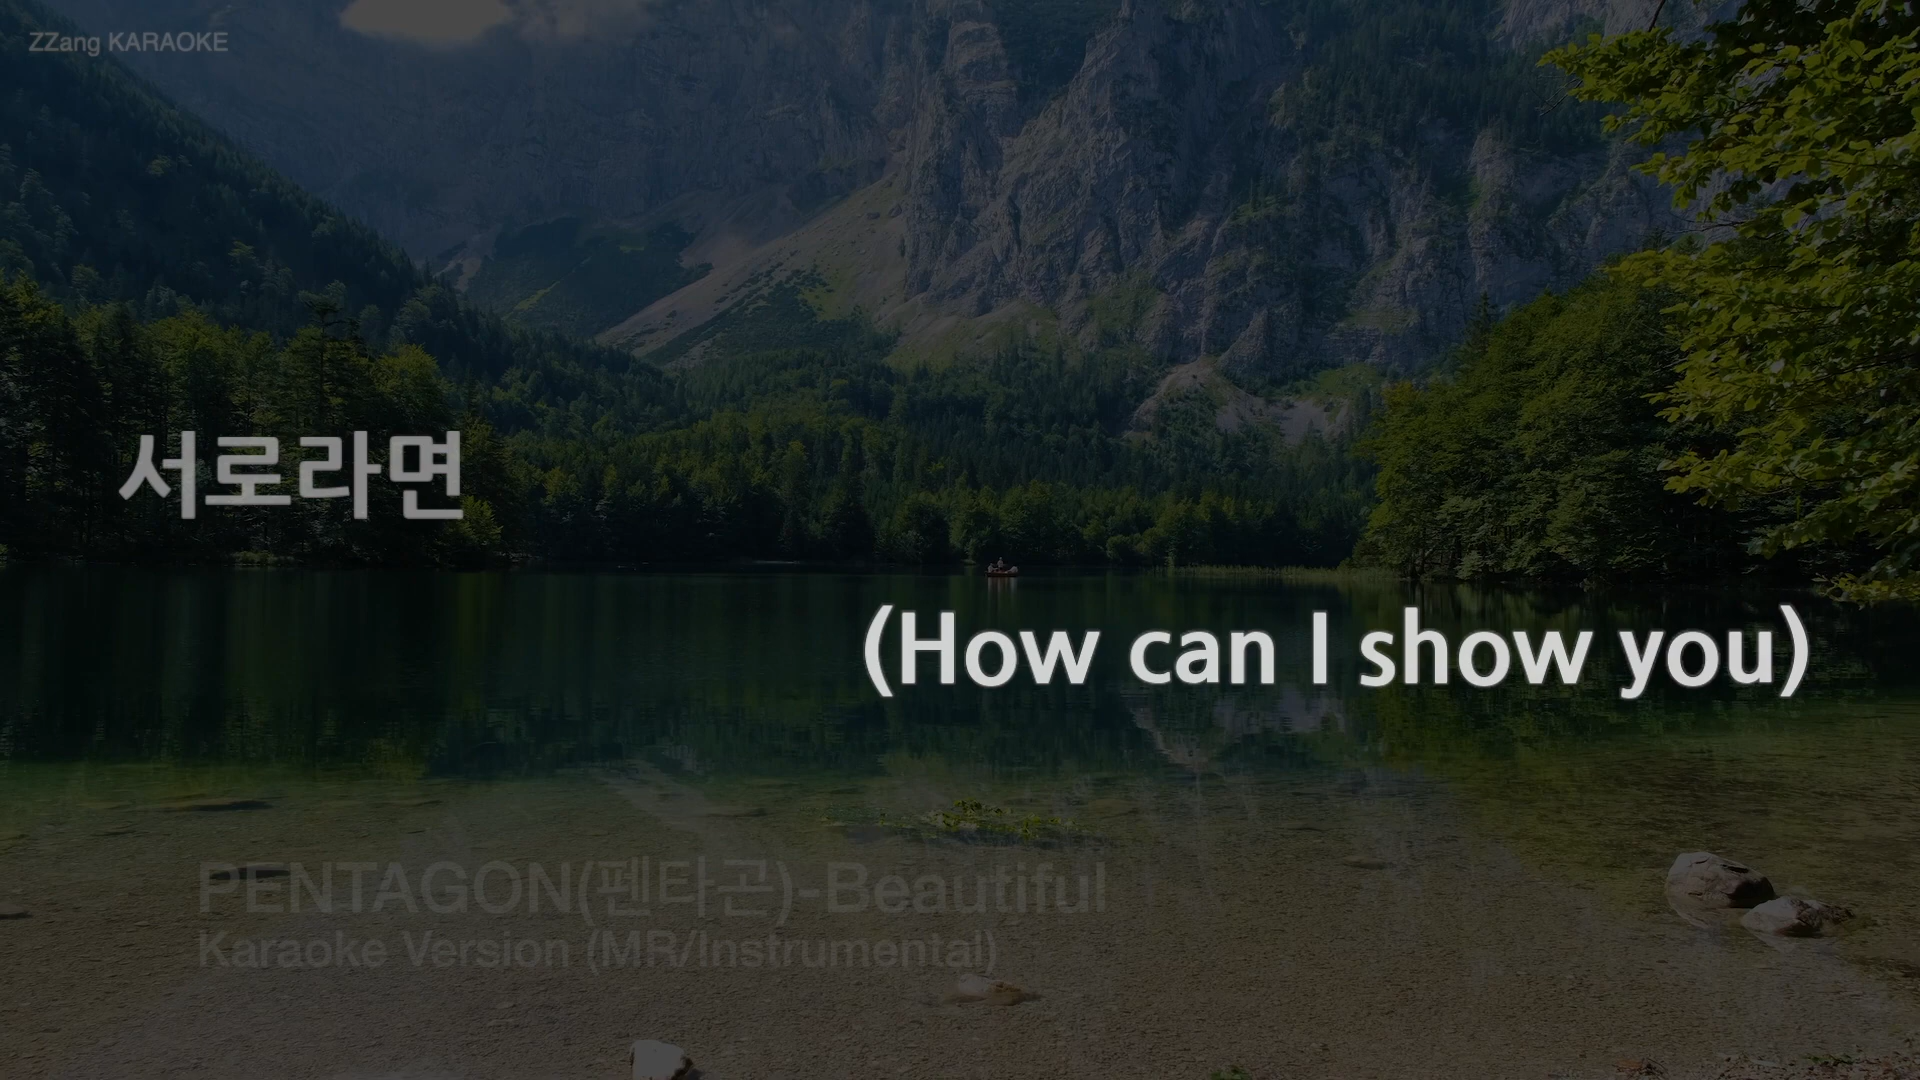 ZZang KARAOKE
서로라면
(How can I show you)
PENTAGON(펜타곤)-Beautiful
Karaoke Version (MR/Instrumental)